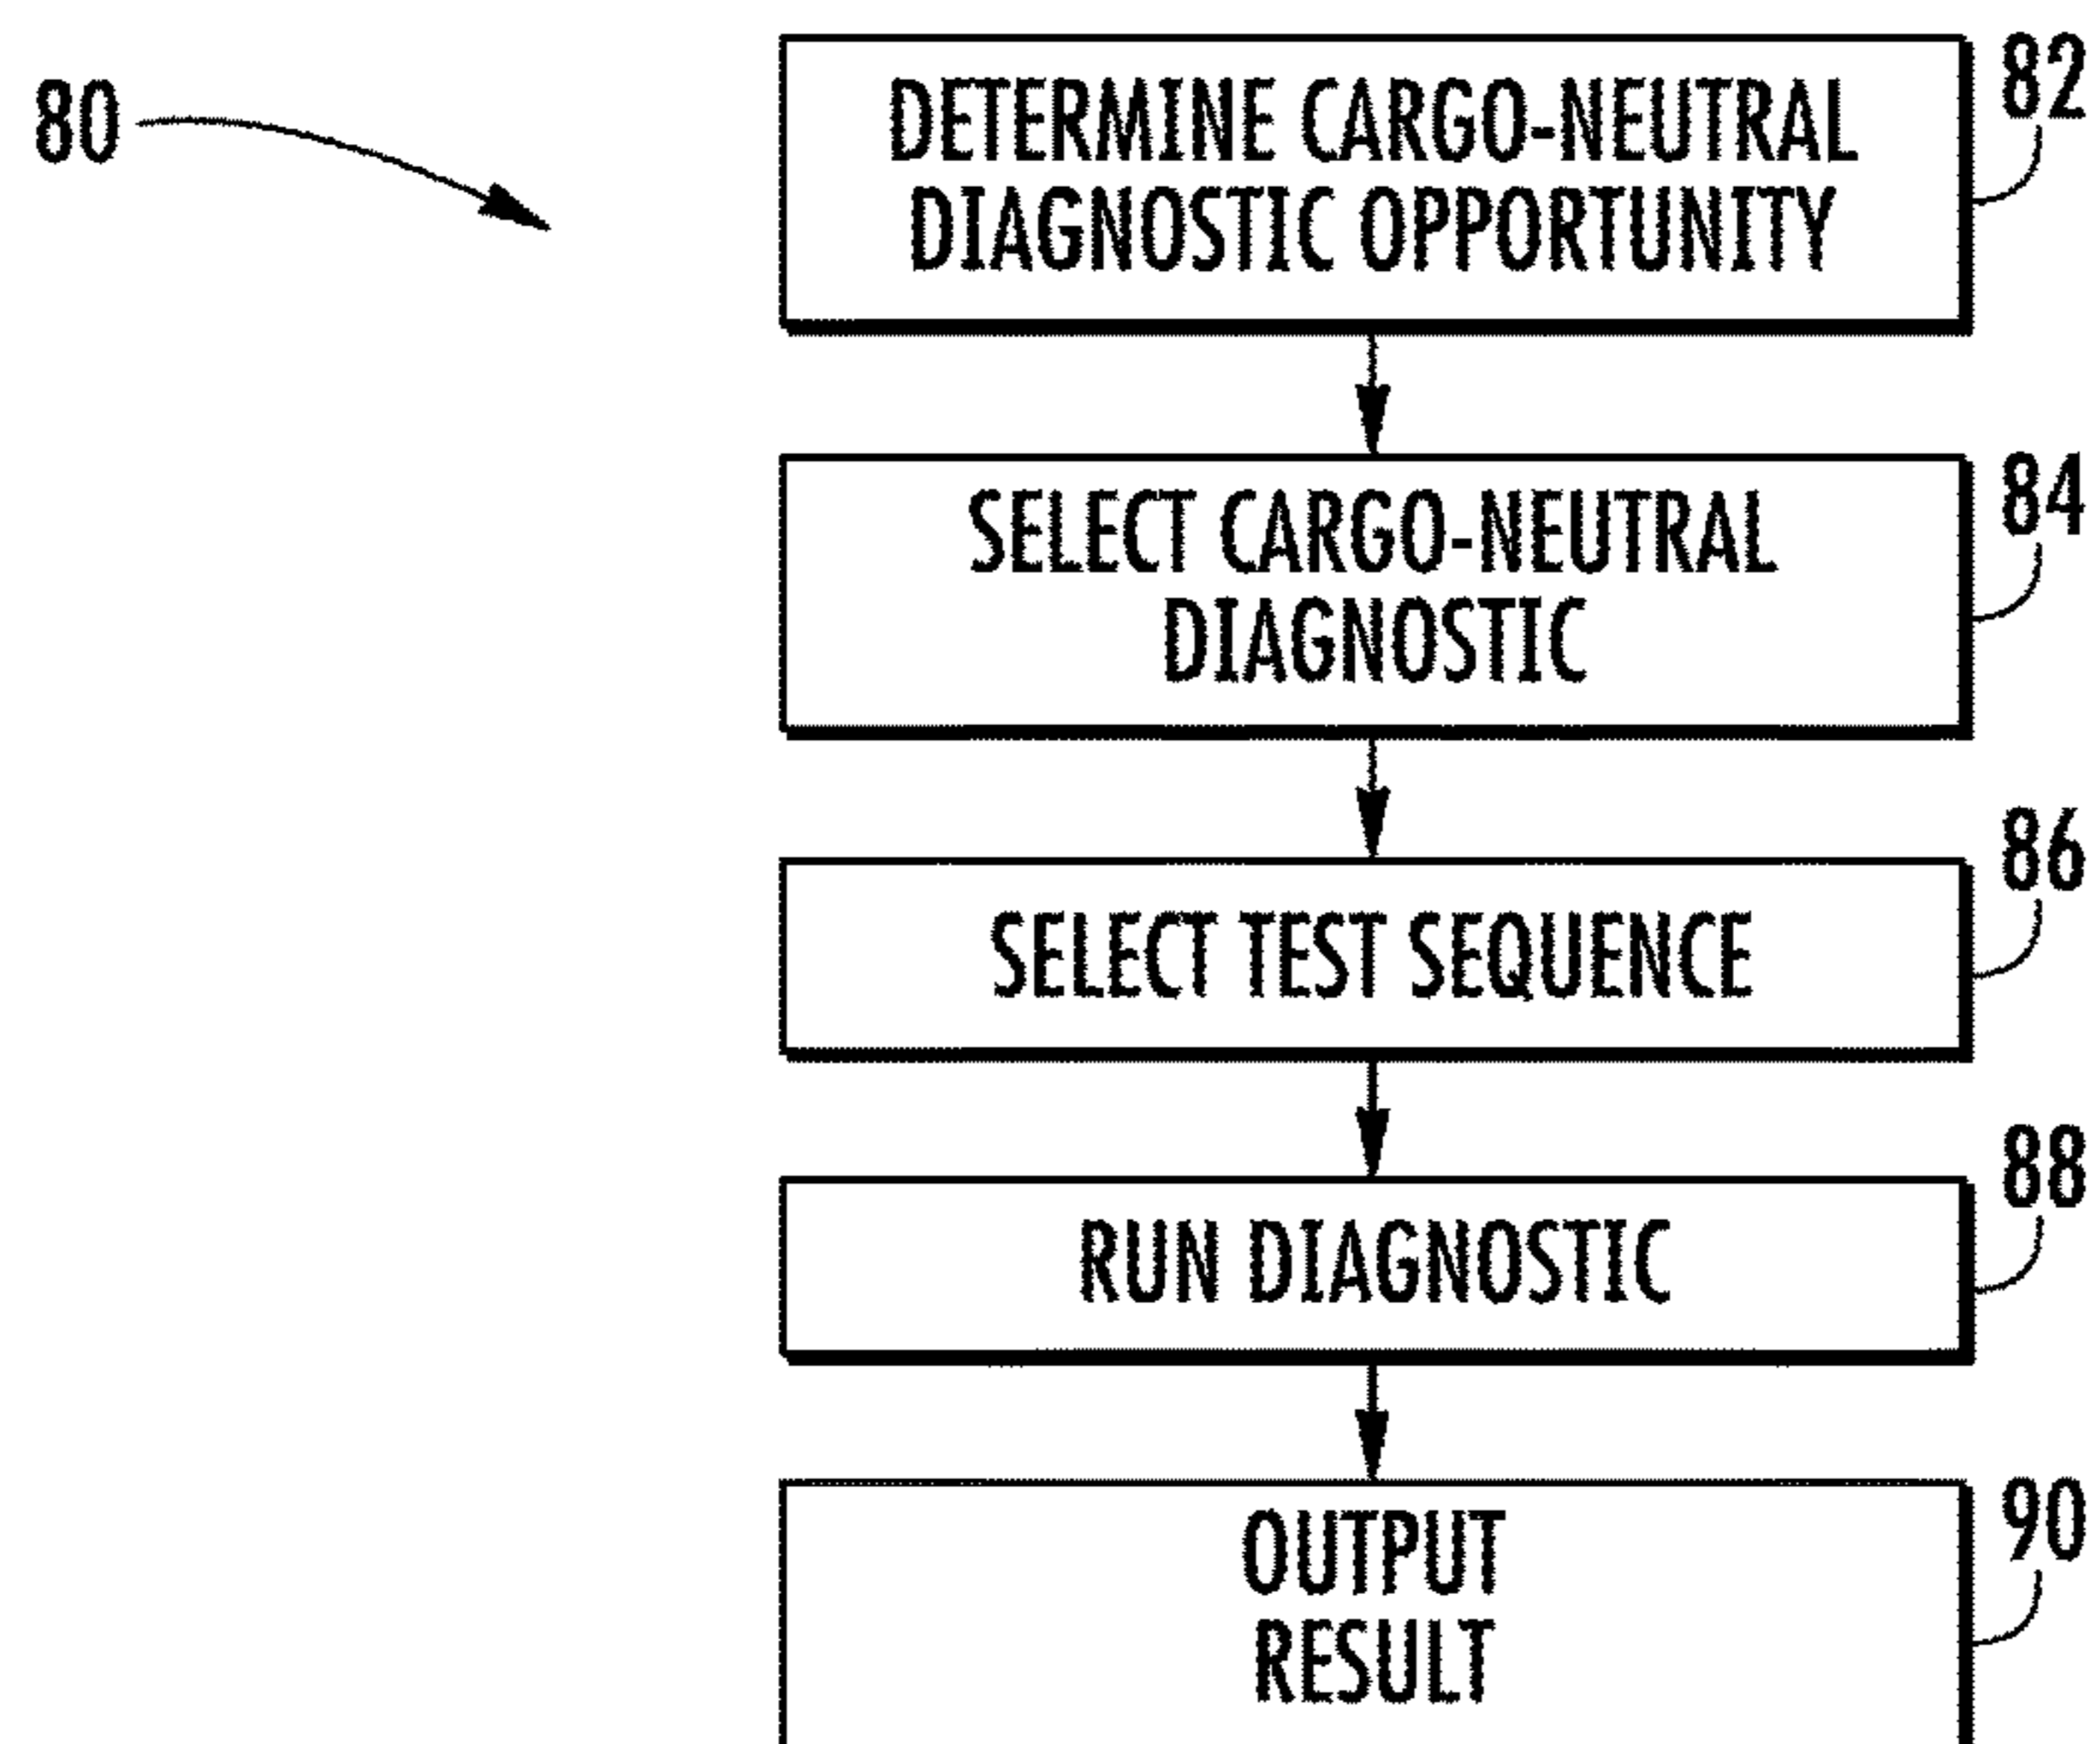 80
DETERMINE CARGO-NEUTRAL
DIAGNOSTIC OPPORTUNITY
82
SELECT CARGO-NEUTRAL
DIAGNOSTIC
84
SELECT TEST SEQUENCE
86
RUN DIAGNOSTIC
88
OUTPUT
RESULT
90